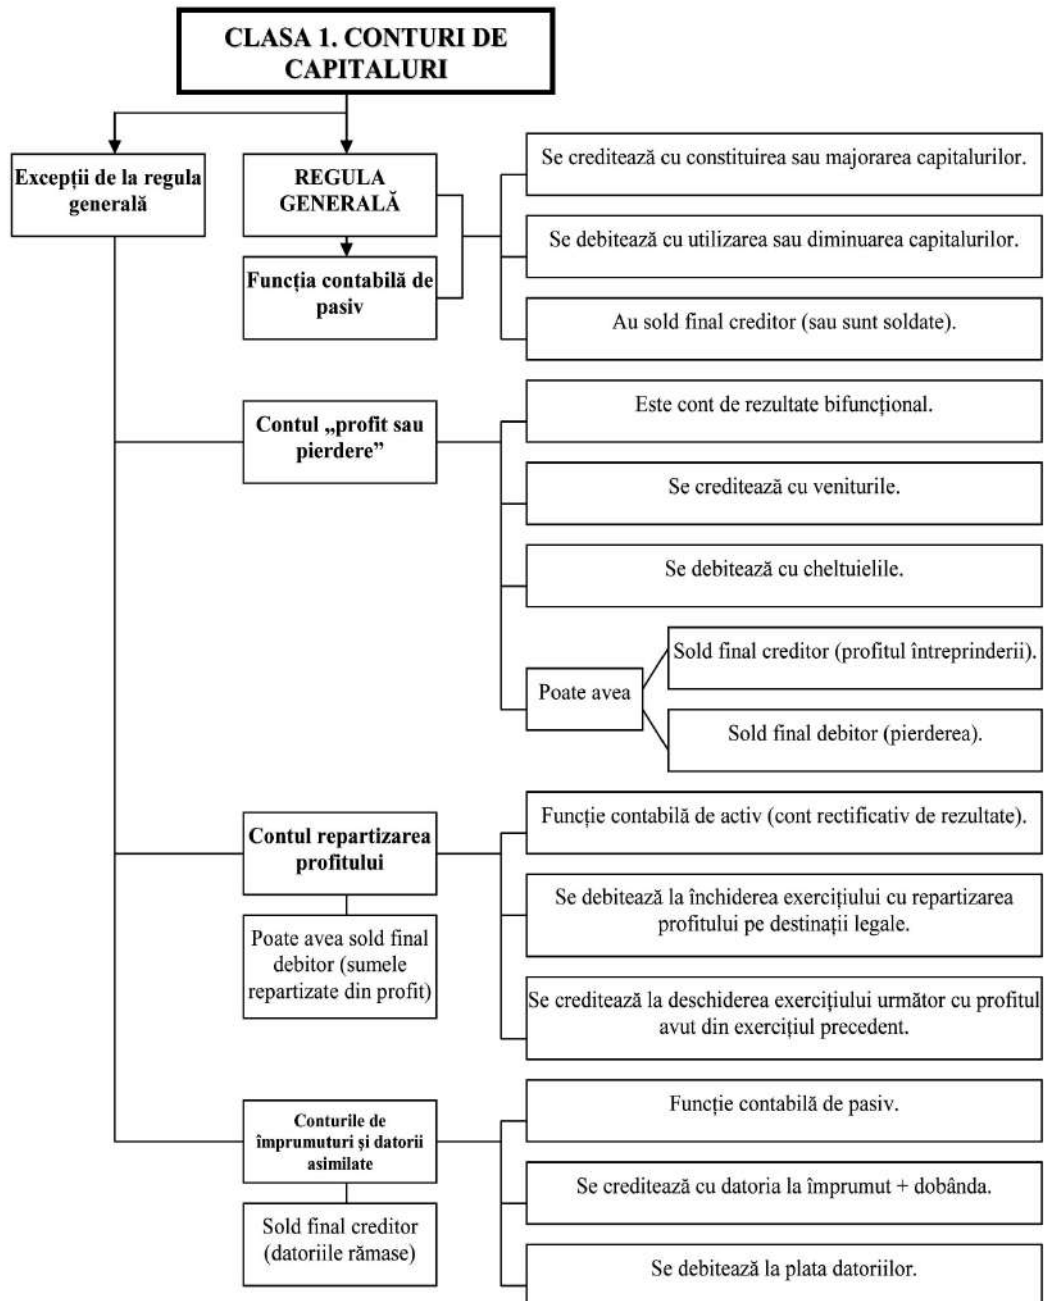 CLASA 1. CONTURI DE
CAPITALURI
Excepții de la regula
generală
REGULA
GENERALĂ
Funcția contabilă de
pasiv
Se creditează cu constituirea sau majorarea capitalurilor.
Se debitează cu utilizarea sau diminuarea capitalurilor.
Au sold final creditor (sau sunt soldate).
Contul „profit sau
pierdere”
Este cont de rezultate bifuncțional.
Se creditează cu veniturile.
Se debitează cu cheltuielile.
Poate avea
Sold final creditor (profitul întreprinderii).
Sold final debitor (pierderea).
Contul repartizarea
profitului
Poate avea sold final
debitor (sumele
repartizate din profit)
Funcție contabilă de activ (cont rectificativ de rezultate).
Se debitează la închiderea exercițiului cu repartizarea
profitului pe destinații legale.
Se creditează la deschiderea exercițiului următor cu profitul
avut din exercițiul precedent.
Conturile de
împrumuturi și datorii
asimilate
Sold final creditor
(datoriile rămase)
Funcție contabilă de pasiv.
Se creditează cu datoria la împrumut + dobânda.
Se debitează la plata datoriilor.